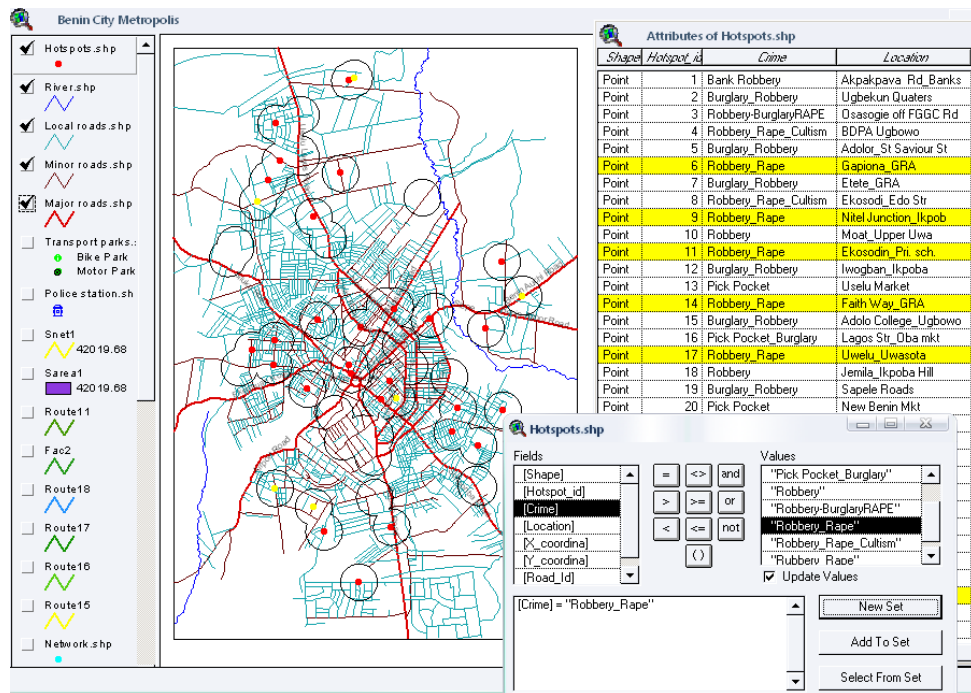 Benin City Metropolis
Hotspots.shp
River.shp
Local roads.shp
Minor roads.shp
Major roads.shp
Transport parks.:
Bike Park
Motor Park
Police station.sh
Snet1
42019.68
Sarea1
42019.68
Route11
Fac2
Route18
Route17
Route16
Route15
Network.shp
Attributes of Hotspots.shp
Shape Hotspot_id Crime Location
Point 1 Bank Robbery Akpakpava Rd_Banks
Point 2 Burglary_Robbery Ugbekun Quaters
Point 3 Robbery-BurglaryRAPE Osasogie off FGGC Rd
Point 4 Robbery_Rape_Cultism BDPA Ugbowo
Point 5 Burglary_Robbery Adolor_St Saviour St
Point 6 Robbery_Rape Gapiona_GRA
Point 7 Burglary_Robbery Etete_GRA
Point 8 Robbery_Rape_Cultism Ekosodi_Edo Str
Point 9 Robbery_Rape Nitel Junction_Ikpob
Point 10 Robbery Moat_Upper Uwa
Point 11 Robbery_Rape Ekosodin_Pri. sch.
Point 12 Burglary_Robbery Iwogban_Ikpoba
Point 13 Pick Pocket Uselu Market
Point 14 Robbery_Rape Faith Way_GRA
Point 15 Burglary_Robbery Adolo College_Ugbowo
Point 16 Pick Pocket_Burglary Lagos Str_Oba mkt
Point 17 Robbery_Rape Uwelu_Uwasota
Point 18 Robbery Jemila_Ikpoba Hill
Point 19 Burglary_Robbery Sapele Roads
Point 20 Pick Pocket New Benin Mkt
Hotspots.shp
Fields Values
[Shape] = <> and "Pick Pocket_Burglary"
[Hotspot_id] "Robbery"
[Crime] > >= or "Robbery-BurglaryRAPE"
[Location] "Robbery_Rape"
[X_coordina] < <= not "Robbery_Rape_Cultism"
[Y_coordina] ( ) "Rubbery_Rape"
[Road_Id] Update Values
[Crime] = "Robbery_Rape" New Set
Add To Set
Select From Set